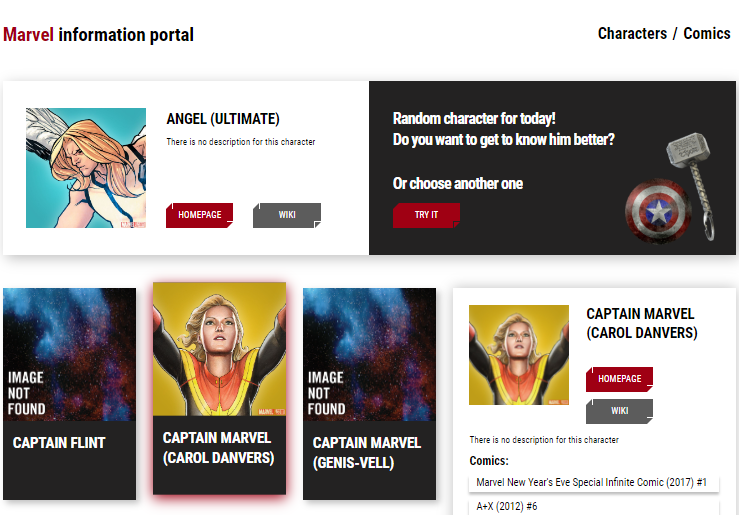 Marvel information portal
Characters / Comics
ANGEL (ULTIMATE)
There is no description for this character
HOMEPAGE
WIKI
Random character for today!
Do you want to get to know him better?
Or choose another one
TRY IT
IMAGE
NOT
FOUND
CAPTAIN FLINT
CAPTAIN MARVEL
(CAROL DANVERS)
IMAGE
NOT
FOUND
CAPTAIN MARVEL
(GENIS-VELL)
CAPTAIN MARVEL
(CAROL DANVERS)
HOMEPAGE
WIKI
There is no description for this character
Comics:
Marvel New Year's Eve Special Infinite Comic (2017) #1
A+X (2012) #6